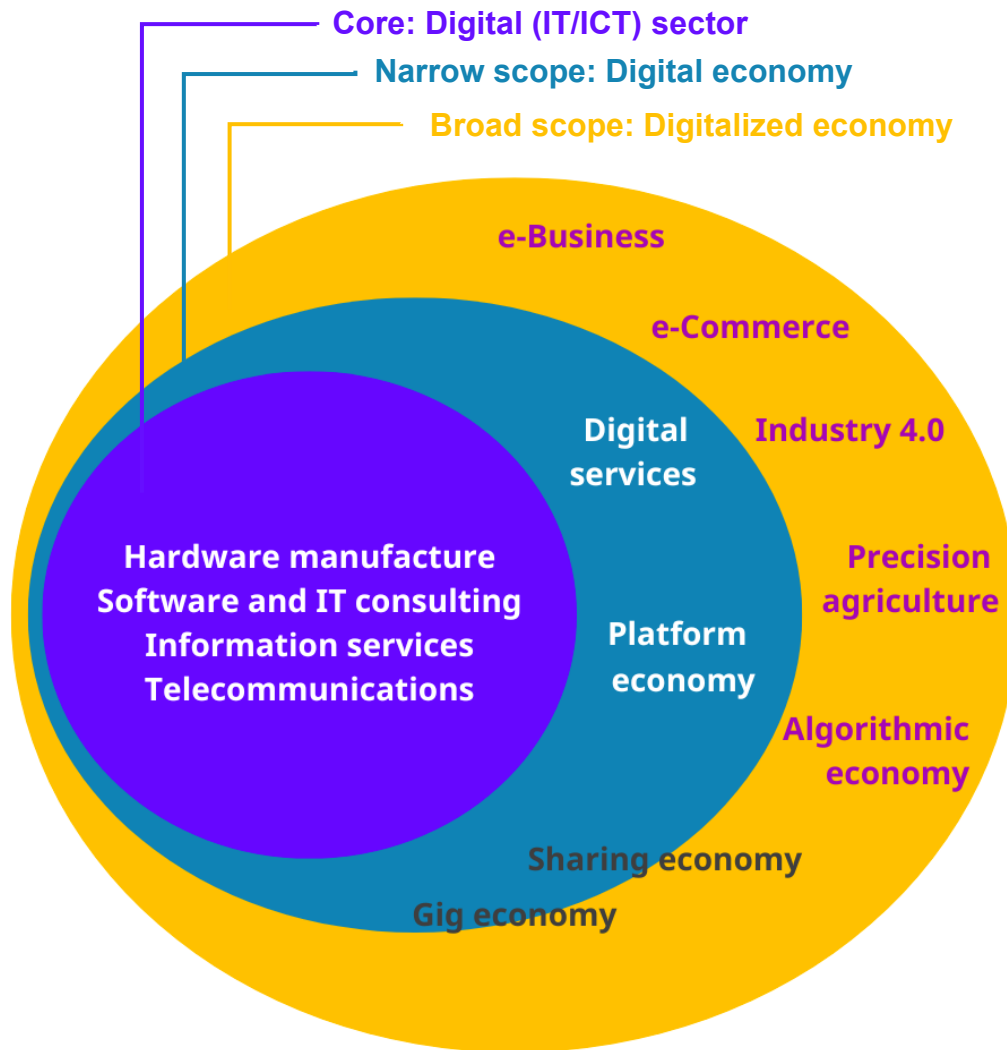 Core: Digital (IT/ICT) sector
Narrow scope: Digital economy
Broad scope: Digitalized economy
e-Business
e-Commerce
Digital
services
Industry 4.0
Hardware manufacture
Software and IT consulting
Information services
Telecommunications
Precision
agriculture
Platform
economy
Algorithmic
economy
Sharing economy
Gig economy